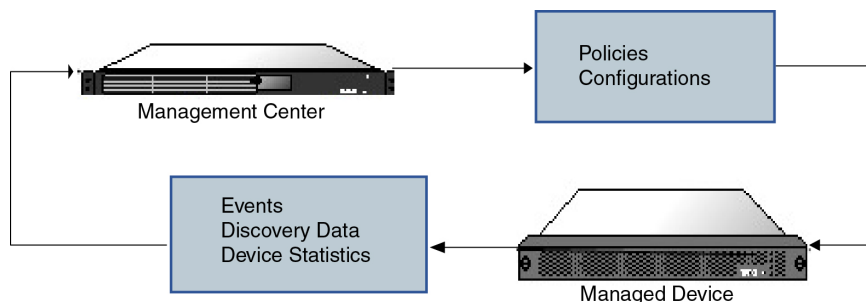 Policies
Configurations
Management Center
Events
Discovery Data
Device Statistics
Managed Device